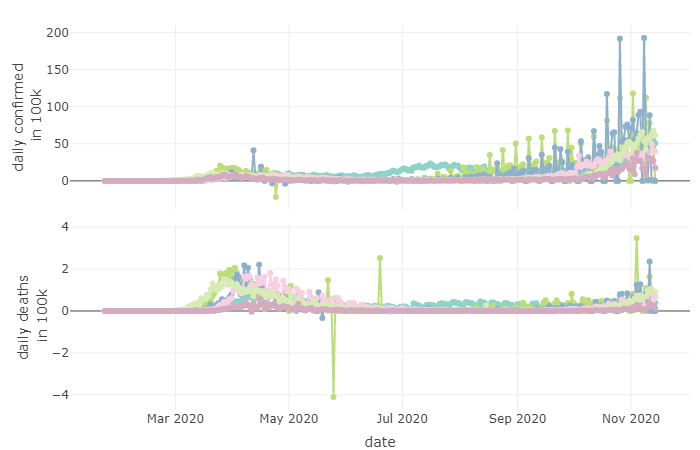 daily confirmed
in 100k
200
150
100
50
0
daily deaths
in 100k
4
2
0
−2
−4
Mar 2020
May 2020
Jul 2020
Sep 2020
Nov 2020
date